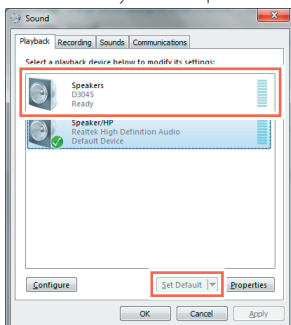 Sound
Playback Recording Sounds Communications
Select a playback device below to modify its settings:
Speakers
D3045
Ready
Speaker/HP
Realtek High Definition Audio
Default Device
Configure Set Default Properties
OK Cancel Apply